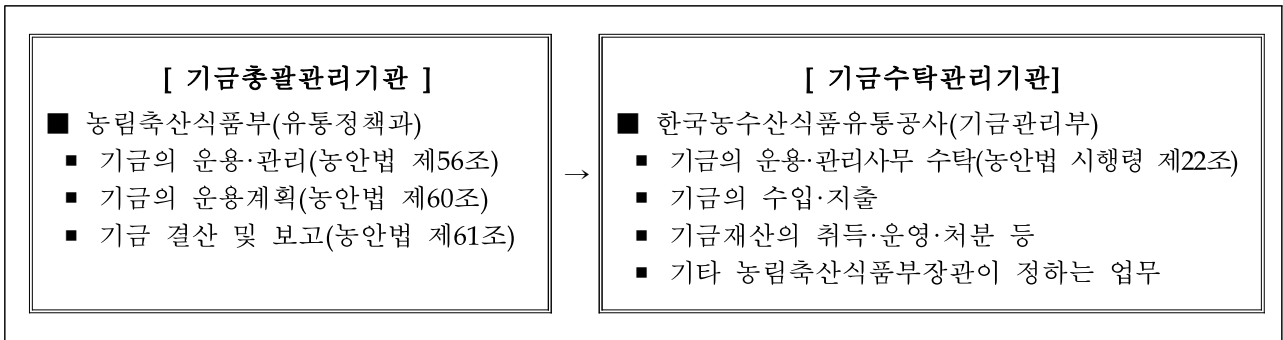 [ 기금총괄관리기관 ]
■ 농림축산식품부(유통정책과)
▪ 기금의 운용·관리(농안법 제56조)
▪ 기금의 운용계획(농안법 제60조)
▪ 기금 결산 및 보고(농안법 제61조)
→
[ 기금수탁관리기관]
■ 한국농수산식품유통공사(기금관리부)
▪ 기금의 운용·관리사무 수탁(농안법 시행령 제22조)
▪ 기금의 수입·지출
▪ 기금재산의 취득·운영·처분 등
▪ 기타 농림축산식품부장관이 정하는 업무